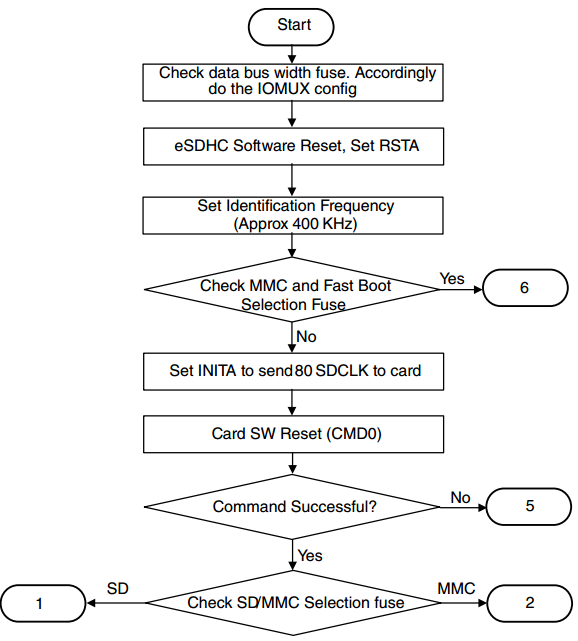 Start
Check data bus width fuse. Accordingly
do the IOMUX config
eSDHC Software Reset, Set RSTA
Set Identification Frequency
(Approx 400 KHz)
Check MMC and Fast Boot
Selection Fuse
Yes
6
No
Set INITA to send 80 SDCLK to card
Card SW Reset (CMD0)
Command Successful?
No
5
Yes
SD
MMC
1
Check SD/MMC Selection fuse
2